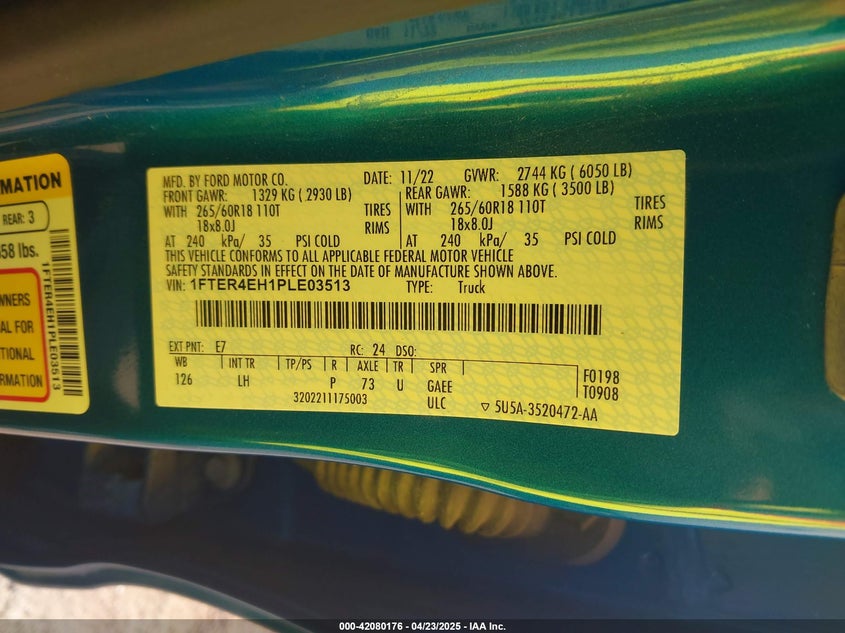 RMATION
REAR: 3
58 lbs.
1FTER4EH1PLE03513
WNERS
AL FOR
TIONAL
RMATION
MFD. BY FORD MOTOR CO. DATE: 11/22 GVWR: 2744 KG ( 6050 LB)
FRONT GAWR: 1329 KG ( 2930 LB) REAR GAWR: 1588 KG ( 3500 LB)
WITH 265/60R18 110T TIRES WITH 265/60R18 110T TIRES
18x8.0J RIMS 18x8.0J RIMS
AT 240 kPa/ 35 PSI COLD AT 240 kPa/ 35 PSI COLD
THIS VEHICLE CONFORMS TO ALL APPLICABLE FEDERAL MOTOR VEHICLE
SAFETY STANDARDS IN EFFECT ON THE DATE OF MANUFACTURE SHOWN ABOVE.
VIN: 1FTER4EH1PLE03513 TYPE: Truck
EXT PNT: E7 RC: 24 DSO:
WB INT TR TP/PS R AXLE TR SPR
126 LH P 73 U GAEE F0198
3202211175003 ULC T0908
5U5A-3520472-AA
000-42080176 - 04/23/2025 - IAA Inc.